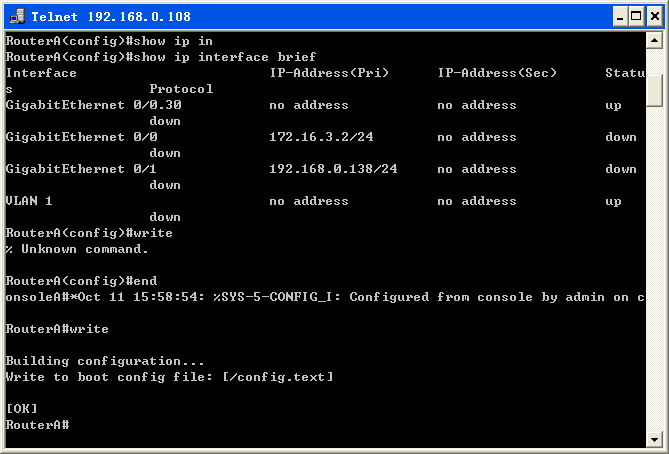 Telnet 192.168.0.108
RouterA(config)#show ip in
RouterA(config)#show ip interface brief
Interface                        IP-Address(Pri)      IP-Address(Sec)      Statu
s                 Protocol
GigabitEthernet 0/0.30           no address           no address           up
                  down
GigabitEthernet 0/0              172.16.3.2/24        no address           down
                  down
GigabitEthernet 0/1              192.168.0.138/24     no address           down
                  down
VLAN 1                           no address           no address           up
                  down
RouterA(config)#write
% Unknown command.
RouterA(config)#end
onsoleA#*Oct 11 15:58:54: %SYS-5-CONFIG_I: Configured from console by admin on c
RouterA#write
Building configuration...
Write to boot config file: [/config.text]
[OK]
RouterA#